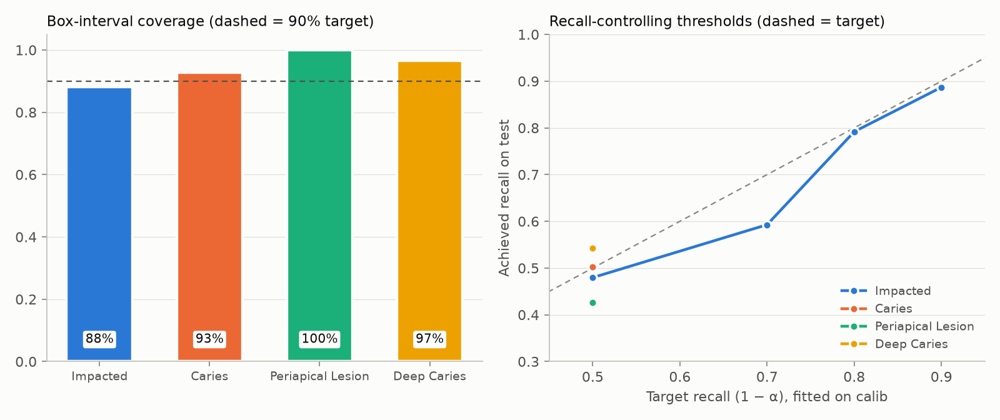 Box-interval coverage (dashed = 90% target)
1.0
0.8
0.6
0.4
0.2
0.0
88%
93%
100%
97%
Impacted
Caries
Periapical Lesion
Deep Caries
Recall-controlling thresholds (dashed = target)
Achieved recall on test
1.0
0.9
0.8
0.7
0.6
0.5
0.4
0.3
Impacted
Caries
Periapical Lesion
Deep Caries
0.5
0.6
0.7
0.8
0.9
Target recall (1 − α), fitted on calib